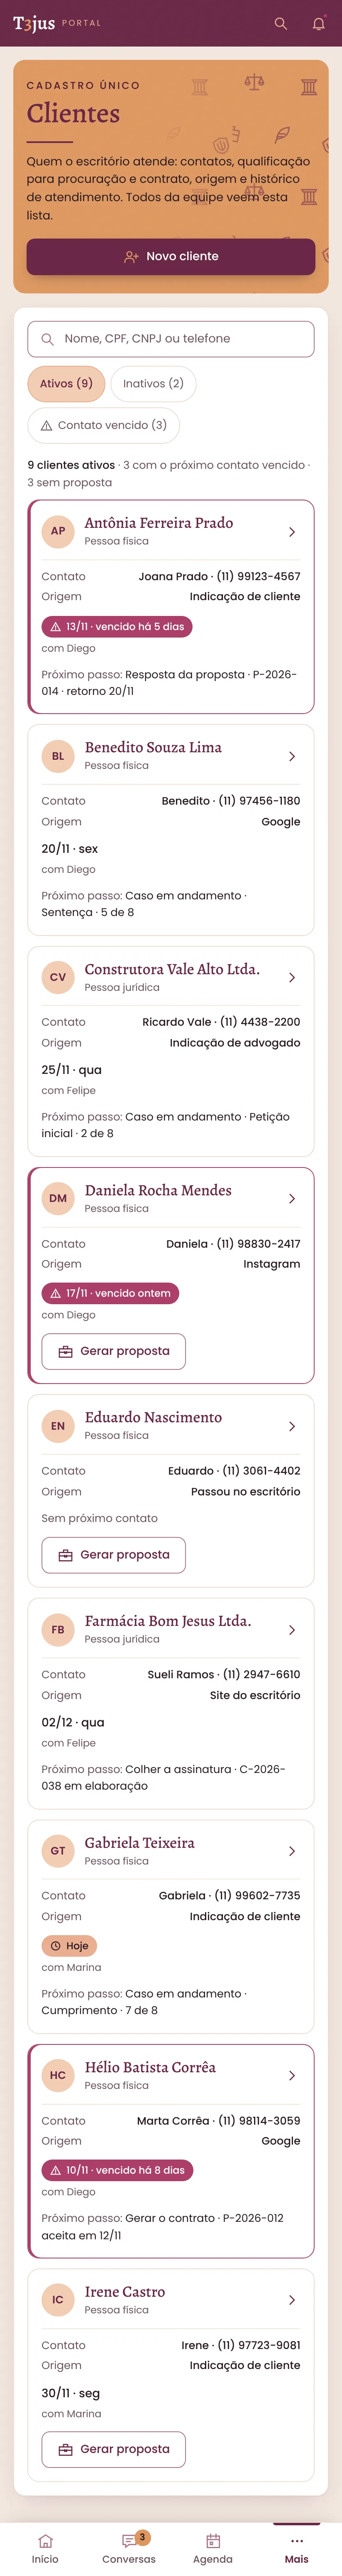 T3jus PORTAL
CADASTRO ÚNICO
Clientes
Quem o escritório atende: contatos, qualificação
para procuração e contrato, origem e histórico
de atendimento. Todos da equipe veem esta
lista.
Novo cliente
Nome, CPF, CNPJ ou telefone
Ativos (9) Inativos (2)
Contato vencido (3)
9 clientes ativos · 3 com o próximo contato vencido ·
3 sem proposta
AP Antônia Ferreira Prado
Pessoa física
Contato Joana Prado · (11) 99123-4567
Origem Indicação de cliente
13/11 · vencido há 5 dias
com Diego
Próximo passo: Resposta da proposta · P-2026-
014 · retorno 20/11
BL Benedito Souza Lima
Pessoa física
Contato Benedito · (11) 97456-1180
Origem Google
20/11 · sex
com Diego
Próximo passo: Caso em andamento ·
Sentença · 5 de 8
CV Construtora Vale Alto Ltda.
Pessoa jurídica
Contato Ricardo Vale · (11) 4438-2200
Origem Indicação de advogado
25/11 · qua
com Felipe
Próximo passo: Caso em andamento · Petição
inicial · 2 de 8
DM Daniela Rocha Mendes
Pessoa física
Contato Daniela · (11) 98830-2417
Origem Instagram
17/11 · vencido ontem
com Diego
Gerar proposta
EN Eduardo Nascimento
Pessoa física
Contato Eduardo · (11) 3061-4402
Origem Passou no escritório
Sem próximo contato
Gerar proposta
FB Farmácia Bom Jesus Ltda.
Pessoa jurídica
Contato Sueli Ramos · (11) 2947-6610
Origem Site do escritório
02/12 · qua
com Felipe
Próximo passo: Colher a assinatura · C-2026-
038 em elaboração
GT Gabriela Teixeira
Pessoa física
Contato Gabriela · (11) 99602-7735
Origem Indicação de cliente
Hoje
com Marina
Próximo passo: Caso em andamento ·
Cumprimento · 7 de 8
HC Hélio Batista Corrêa
Pessoa física
Contato Marta Corrêa · (11) 98114-3059
Origem Google
10/11 · vencido há 8 dias
com Diego
Próximo passo: Gerar o contrato · P-2026-012
aceita em 12/11
IC Irene Castro
Pessoa física
Contato Irene · (11) 97723-9081
Origem Indicação de cliente
30/11 · seg
com Marina
Gerar proposta
3
Início Conversas Agenda Mais